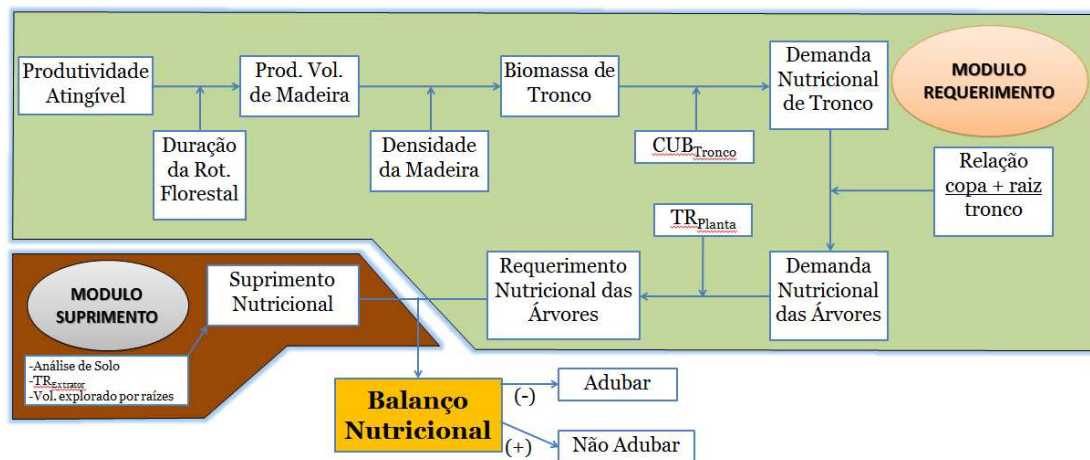 Produtividade
Atingível
Prod. Vol.
de Madeira
Biomassa de
Tronco
Demanda
Nutricional
de Tronco
MODULO
REQUERIMENTO
Duração
da Rot.
Florestal
Densidade
da Madeira
CUBTronco
Relação
copa + raiz
tronco
TRPlanta
Requerimento
Nutricional das
Árvores
Demanda
Nutricional
das Árvores
MODULO
SUPRIMENTO
Suprimento
Nutricional
-Análise de Solo
-TRExtrator
-Vol. explorado por raízes
Balanço
Nutricional
(-)
Adubar
(+)
Não Adubar